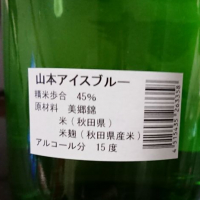 山本アイスブルー
精米歩合 45%
原材料 美郷錦
米(秋田県)
米麹(秋田県産米)
アルコール分 15度